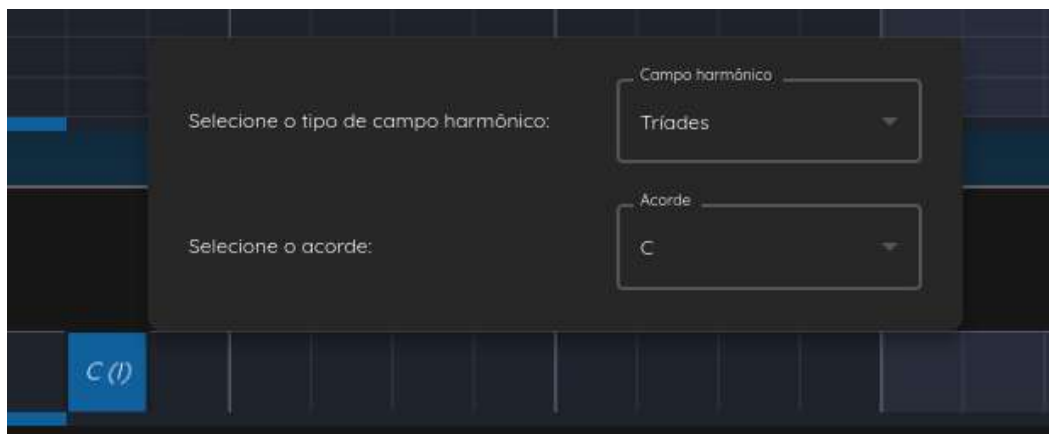 Campo harmônico
Selecione o tipo de campo harmônico:
Tríades
Acorde
Selecione o acorde:
C
C (I)